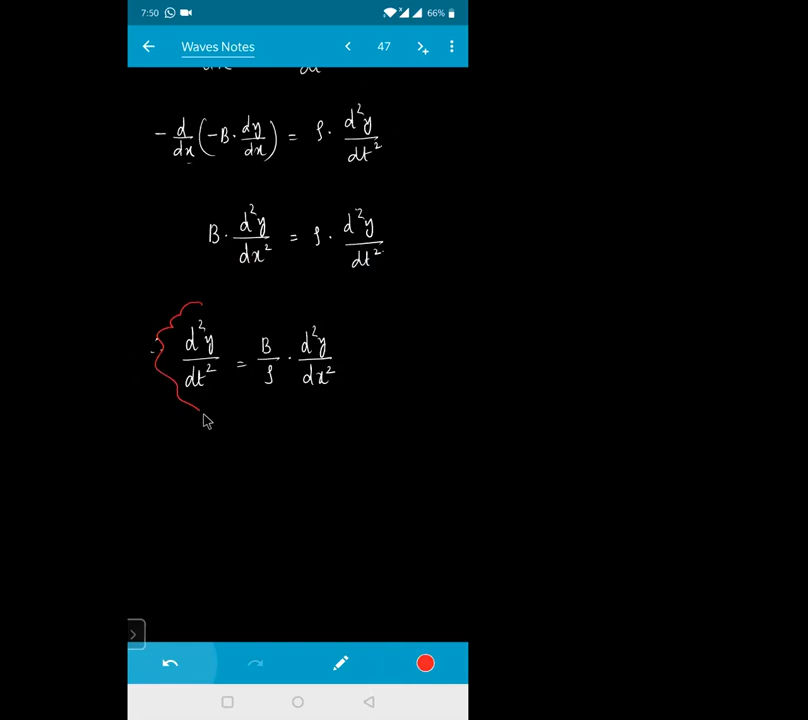 7:50 66%
Waves Notes 47
dt
- d/dx (-B · dy/dx) = ρ · d²y/dt²
B · d²y/dx² = ρ · d²y/dt²
d²y/dt² = B/ρ · d²y/dx²